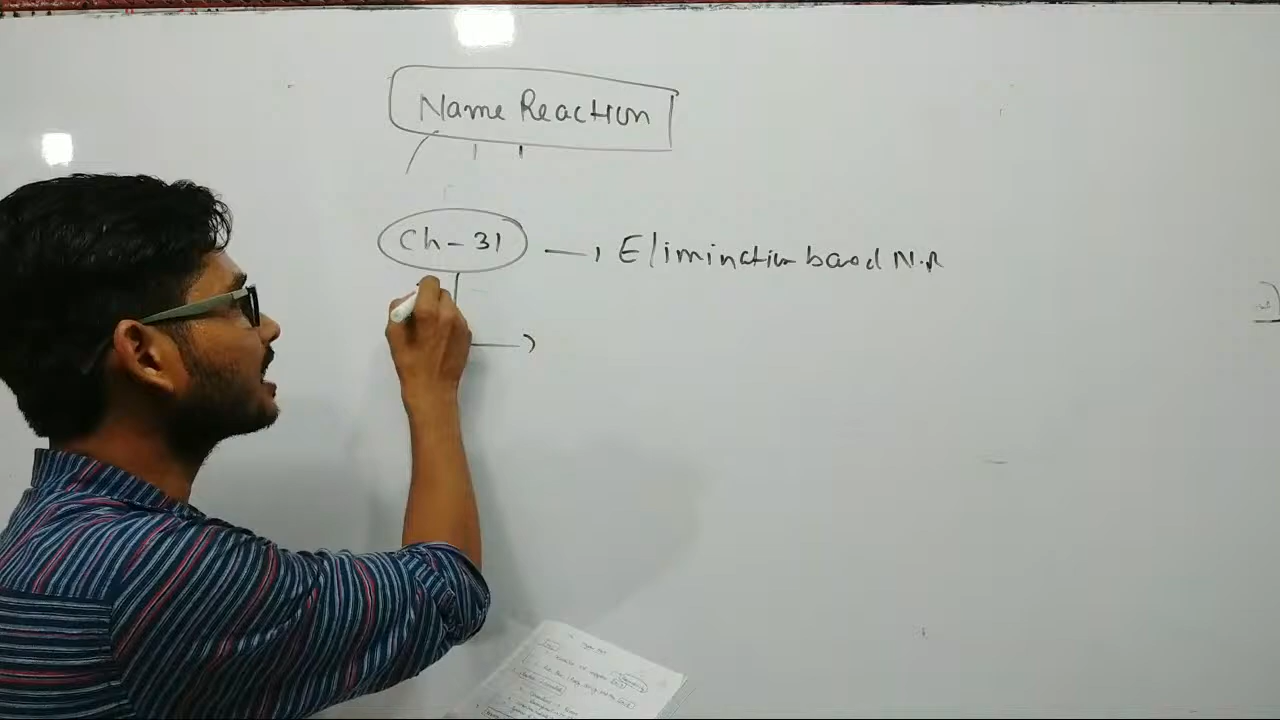 Name Reaction
Ch - 31 → Elimination based N.R